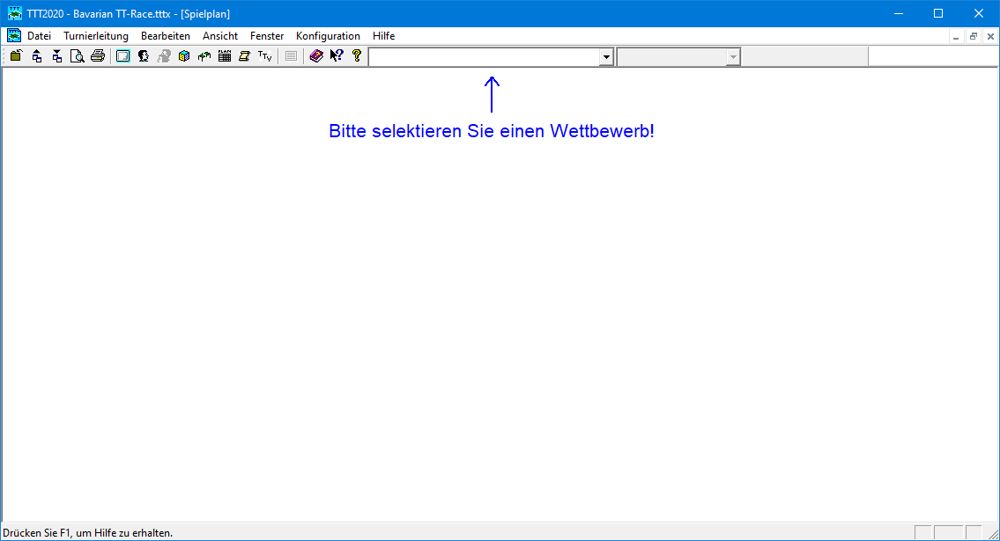 TTT2020 - Bavarian TT-Race.tttx - [Spielplan]
Datei Turnierleitung Bearbeiten Ansicht Fenster Konfiguration Hilfe
Bitte selektieren Sie einen Wettbewerb!
Drücken Sie F1, um Hilfe zu erhalten.